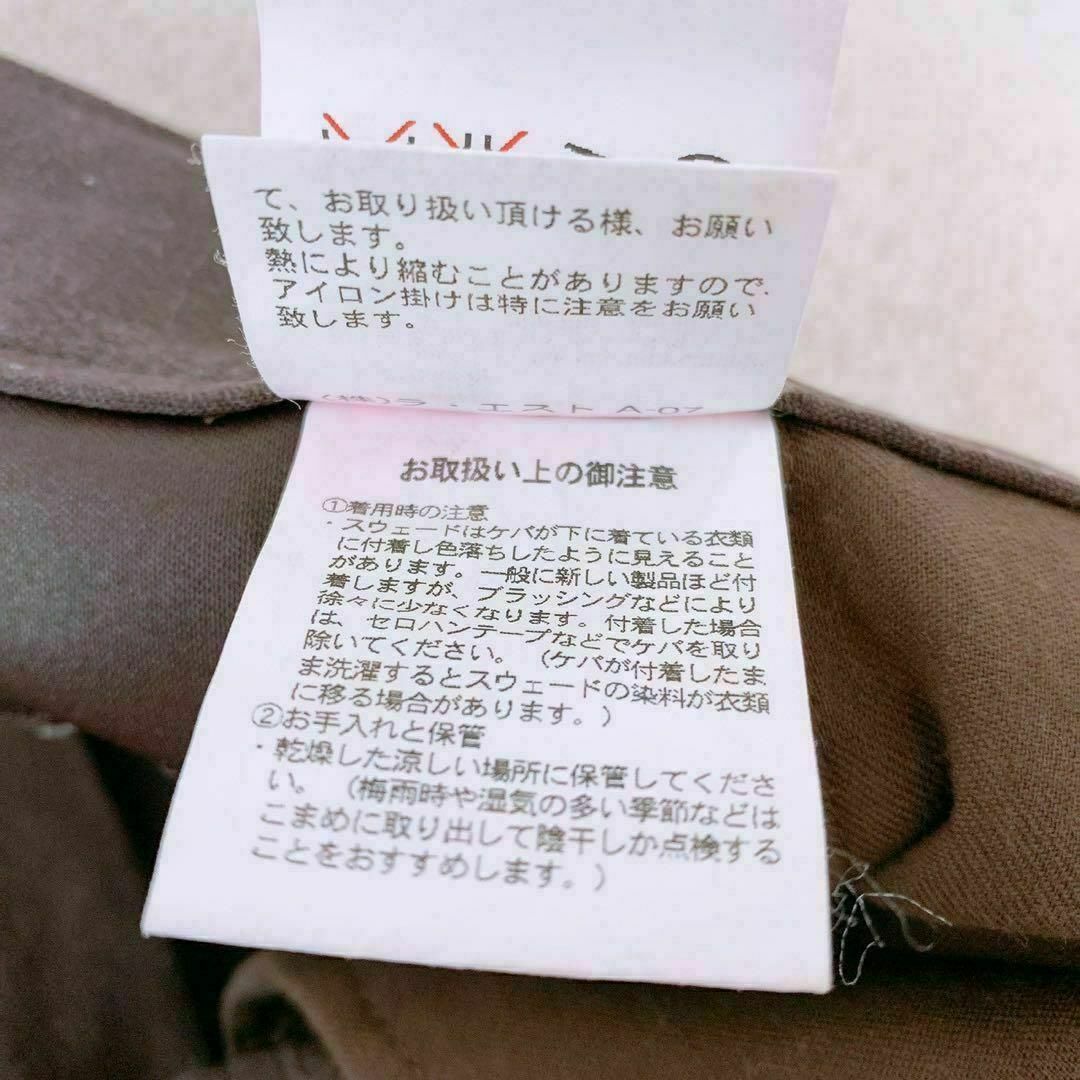 て、お取り扱い頂ける様、お願い
致します。
熱により縮むことがありますので、
アイロン掛けは特に注意をお願い
致します。
(株)ラ・エスト A-07
お取扱い上の御注意
①着用時の注意
・スウェードはケバが下に着ている衣類
に付着し色落ちしたように見えること
があります。一般に新しい製品ほど付
着しますが、ブラッシングなどにより
徐々に少なくなります。付着した場合
は、セロハンテープなどでケバを取り
除いてください。（ケバが付着したま
ま洗濯するとスウェードの染料が衣類
に移る場合があります。）
②お手入れと保管
・乾燥した涼しい場所に保管してくださ
い。（梅雨時や湿気の多い季節などは
こまめに取り出して陰干しか点検する
ことをおすすめします。）